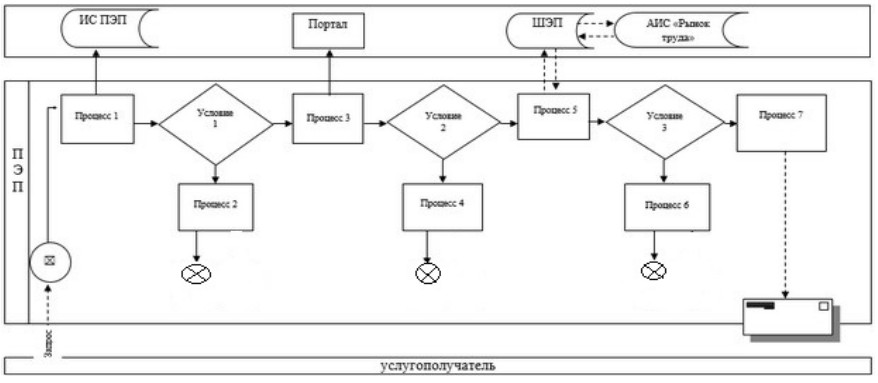 ИС ПЭП
Портал
ШЭП
АИС «Рынок
труда»
ПЭП
Процесс 1
Условие
1
Процесс 3
Условие
2
Процесс 5
Условие
3
Процесс 7
Процесс 2
Процесс 4
Процесс 6
Запрос
услугополучатель